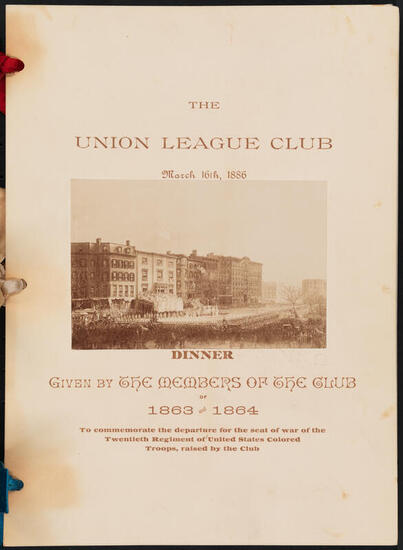 THE
UNION LEAGUE CLUB
March 16th, 1886
DINNER
GIVEN BY THE MEMBERS OF THE CLUB
OF
1863 and 1864
To commemorate the departure for the seat of war of the
Twentieth Regiment of United States Colored
Troops, raised by the Club